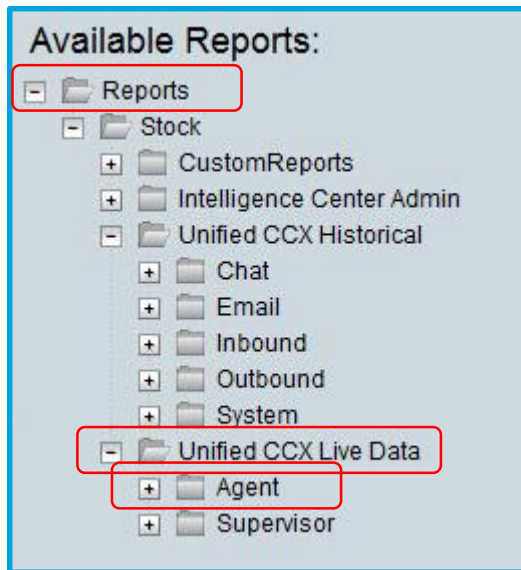 Available Reports:
Reports
Stock
CustomReports
Intelligence Center Admin
Unified CCX Historical
Chat
Email
Inbound
Outbound
System
Unified CCX Live Data
Agent
Supervisor